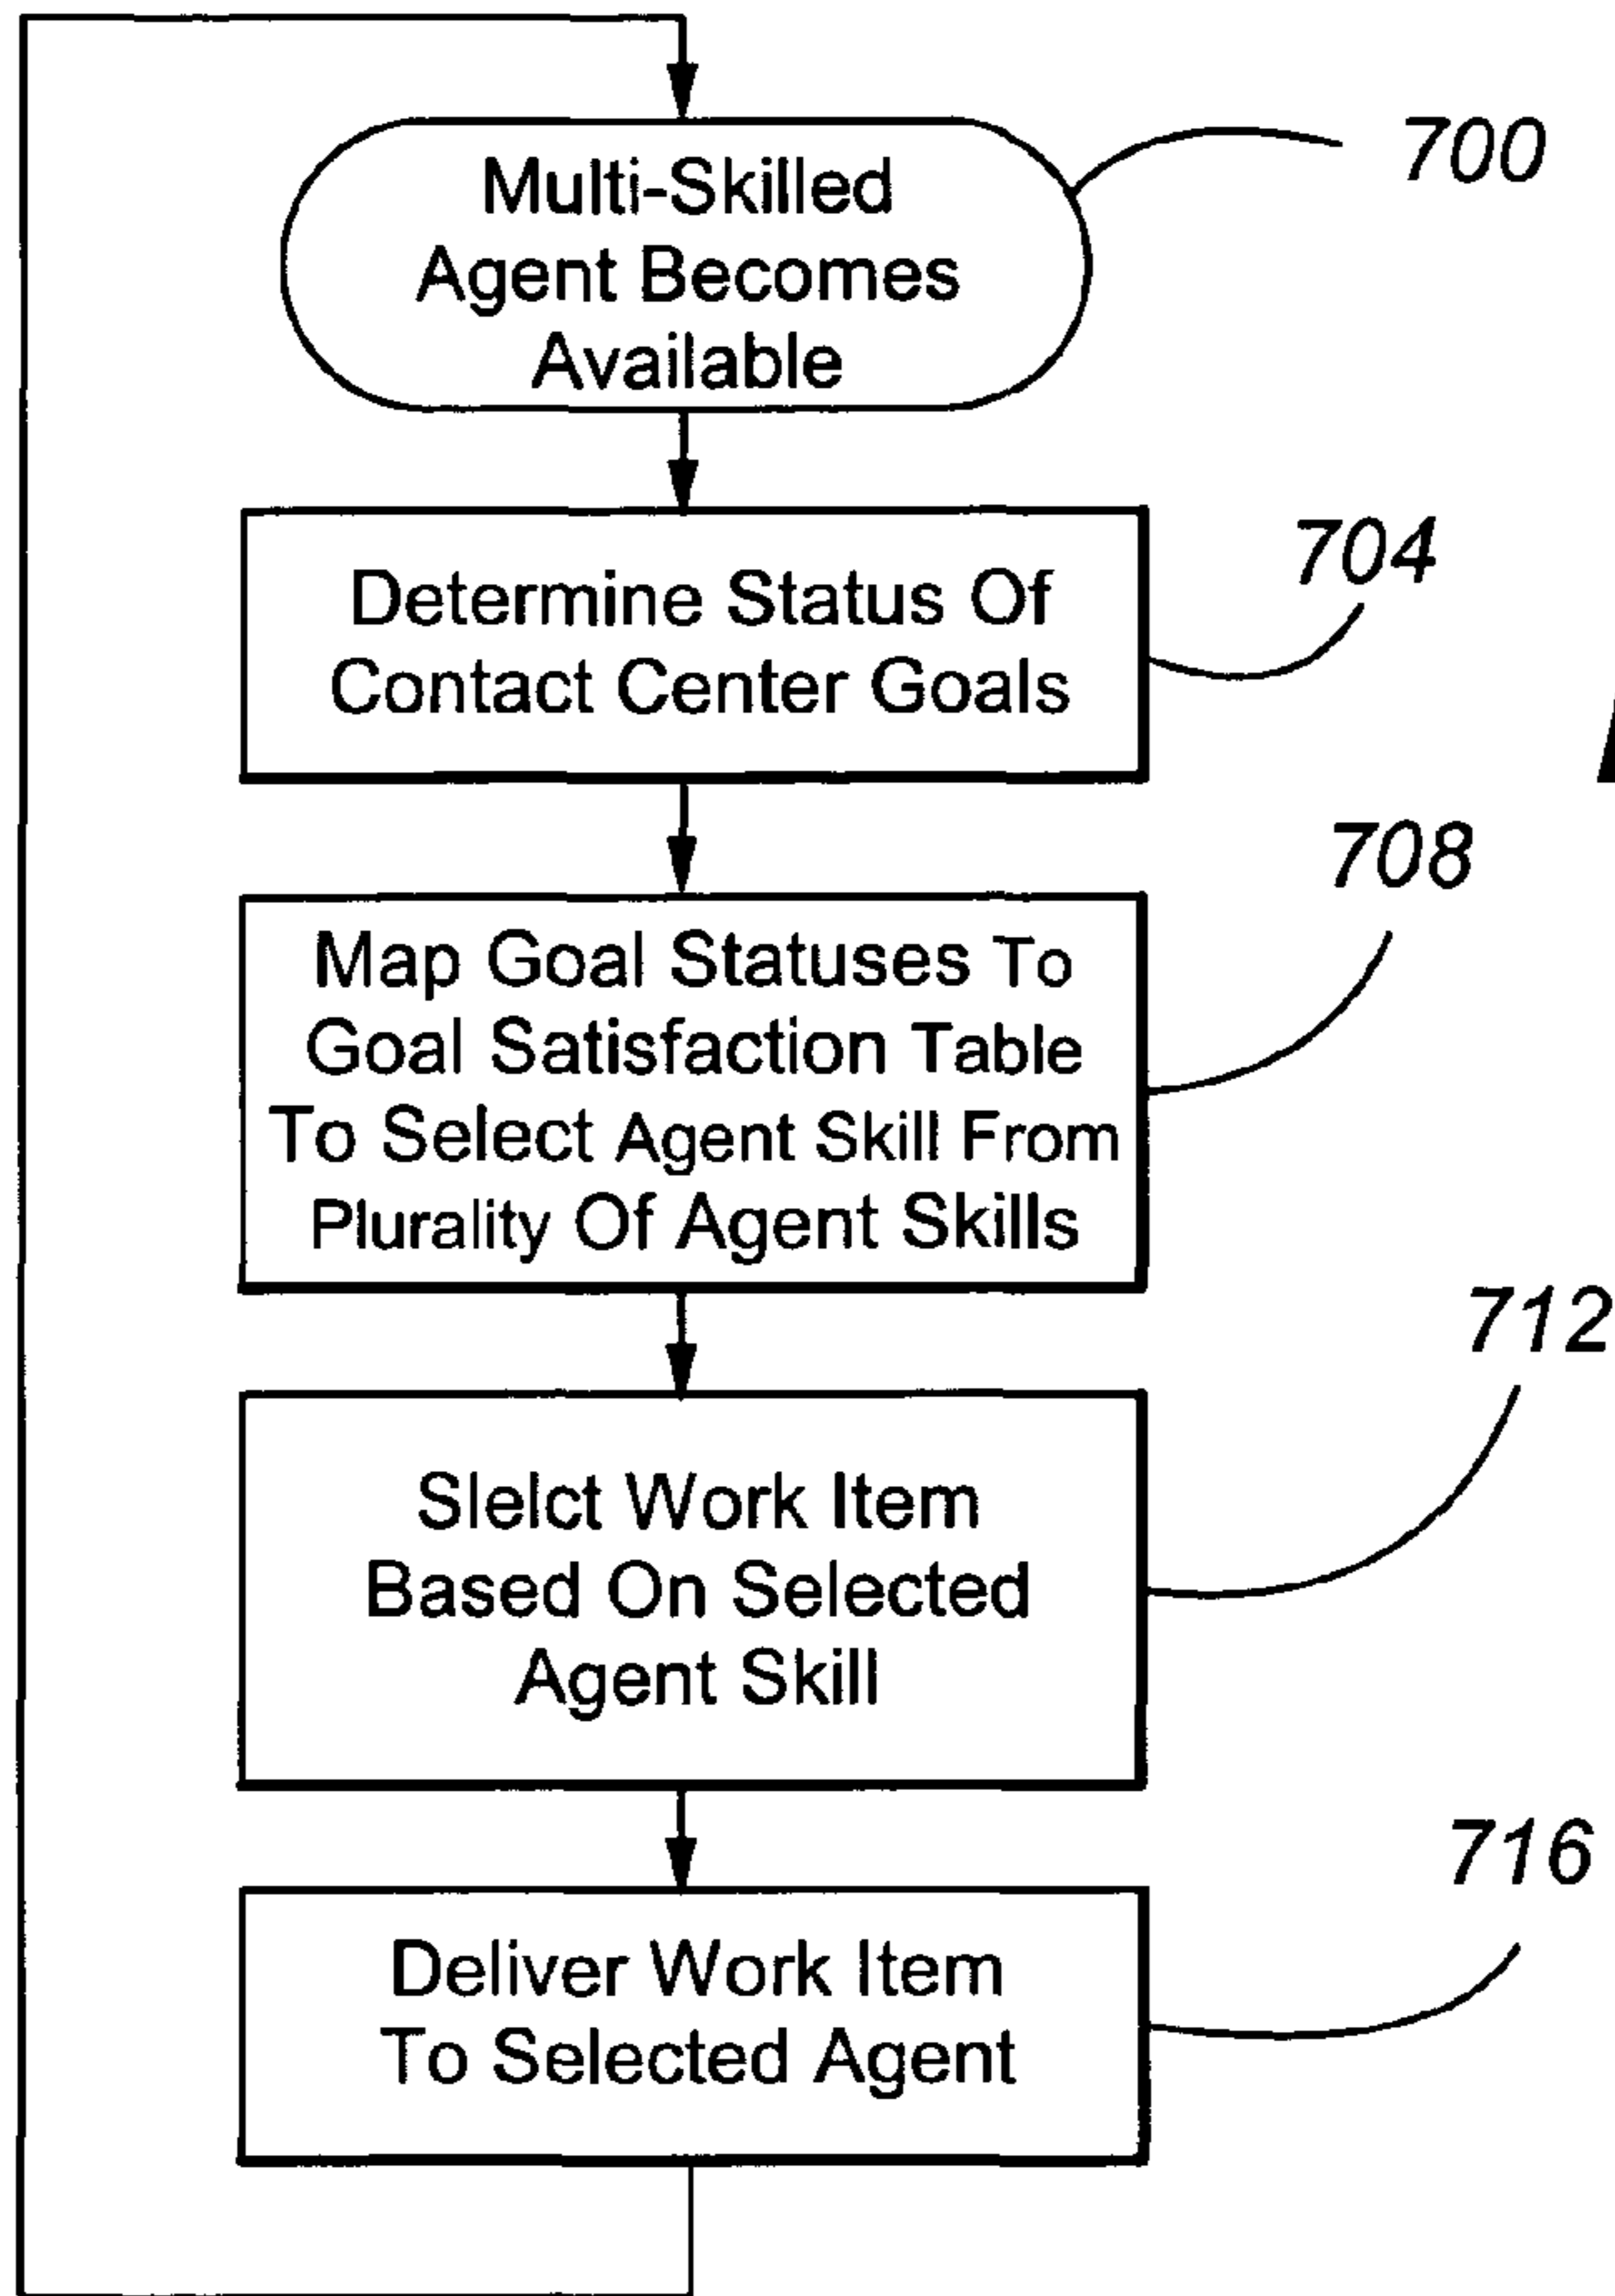 Multi-Skilled
Agent Becomes
Available
700
Determine Status Of
Contact Center Goals
704
Map Goal Statuses To
Goal Satisfaction Table
To Select Agent Skill From
Plurality Of Agent Skills
708
Slelct Work Item
Based On Selected
Agent Skill
712
Deliver Work Item
To Selected Agent
716